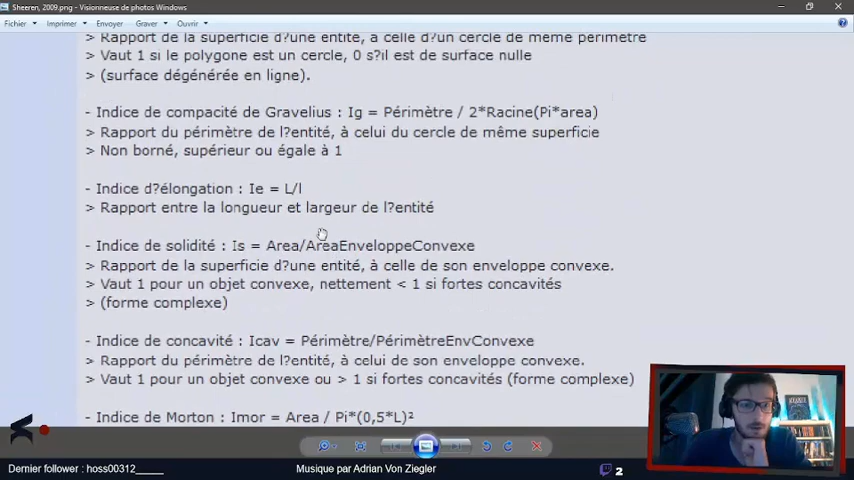 Sheeren, 2009.png - Visionneuse de photos Windows
Fichier Imprimer Envoyer Graver Ouvrir
> Rapport de la superficie d?une entité, à celle d?un cercle de même périmètre
> Vaut 1 si le polygone est un cercle, 0 s?il est de surface nulle
> (surface dégénérée en ligne).
- Indice de compacité de Gravelius : Ig = Périmètre / 2*Racine(Pi*area)
> Rapport du périmètre de l?entité, à celui du cercle de même superficie
> Non borné, supérieur ou égale à 1
- Indice d?élongation : Ie = L/l
> Rapport entre la longueur et largeur de l?entité
- Indice de solidité : Is = Area/AreaEnveloppeConvexe
> Rapport de la superficie d?une entité, à celle de son enveloppe convexe.
> Vaut 1 pour un objet convexe, nettement < 1 si fortes concavités
> (forme complexe)
- Indice de concavité : Icav = Périmètre/PérimètreEnvConvexe
> Rapport du périmètre de l?entité, à celui de son enveloppe convexe.
> Vaut 1 pour un objet convexe ou > 1 si fortes concavités (forme complexe)
- Indice de Morton : Imor = Area / Pi*(0,5*L)²
Dernier follower : hoss00312_____ Musique par Adrian Von Ziegler 2